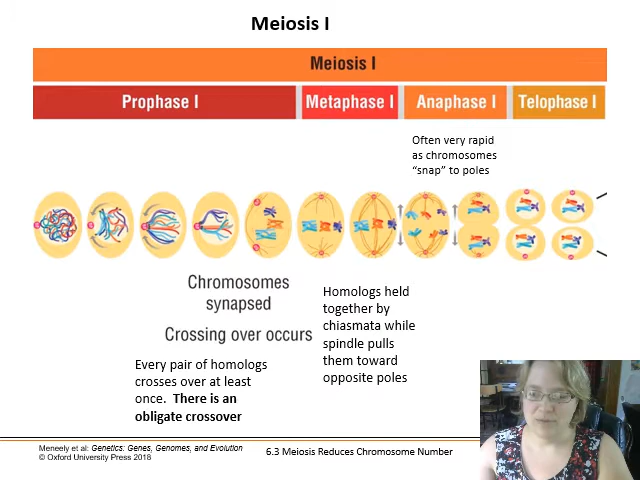 Meiosis I
Meiosis I
Prophase I
Metaphase I
Anaphase I
Telophase I
Often very rapid
as chromosomes
“snap” to poles
Chromosomes
synapsed
Crossing over occurs
Every pair of homologs
crosses over at least
once.  There is an
obligate crossover
Homologs held
together by
chiasmata while
spindle pulls
them toward
opposite poles
Meneely et al: Genetics: Genes, Genomes, and Evolution
© Oxford University Press 2018
6.3 Meiosis Reduces Chromosome Number